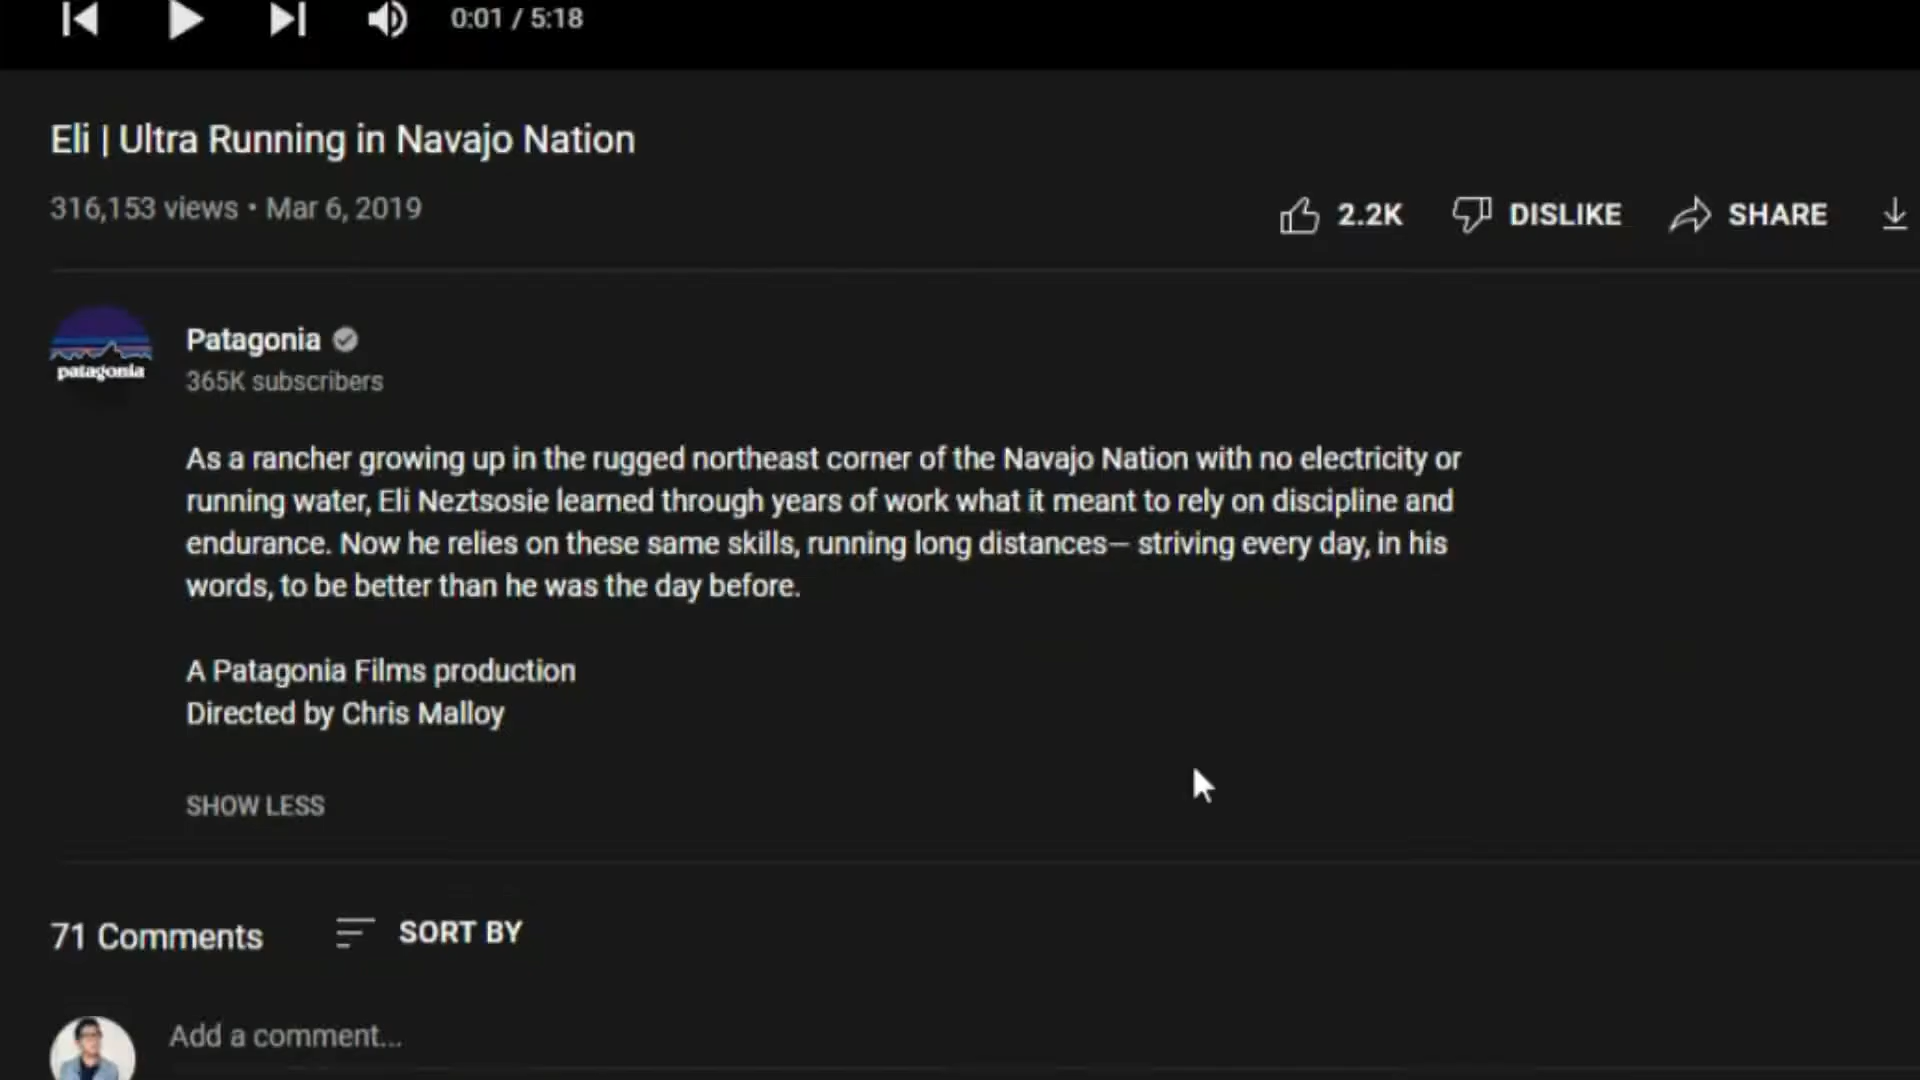 0:01 / 5:18
Eli | Ultra Running in Navajo Nation
316,153 views • Mar 6, 2019
2.2K DISLIKE SHARE
patagonia
Patagonia
365K subscribers
As a rancher growing up in the rugged northeast corner of the Navajo Nation with no electricity or
running water, Eli Neztsosie learned through years of work what it meant to rely on discipline and
endurance. Now he relies on these same skills, running long distances— striving every day, in his
words, to be better than he was the day before.
A Patagonia Films production
Directed by Chris Malloy
SHOW LESS
71 Comments SORT BY
Add a comment...